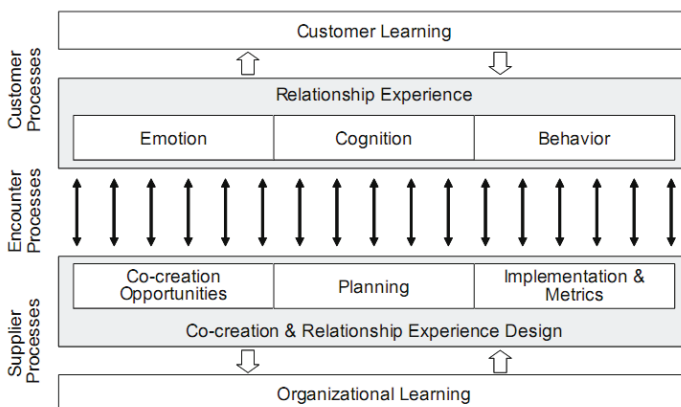 Customer Learning
Customer
Processes
Relationship Experience
Emotion
Cognition
Behavior
Encounter
Processes
Co-creation
Opportunities
Planning
Implementation &
Metrics
Co-creation & Relationship Experience Design
Supplier
Processes
Organizational Learning